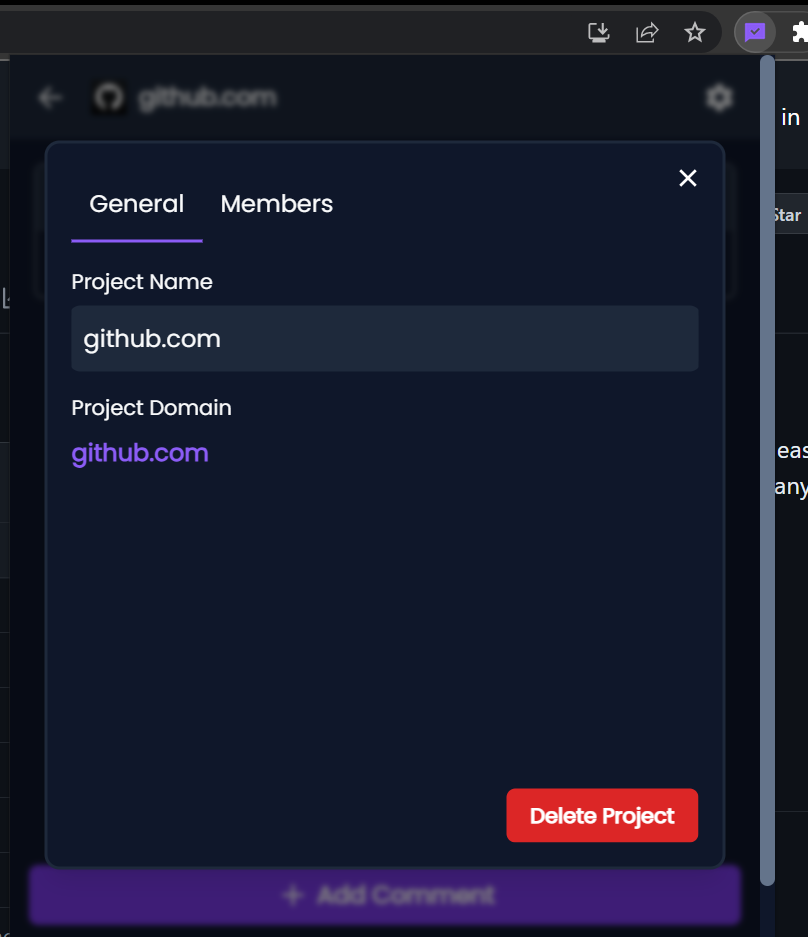 github.com
in
General Members
Star
Project Name
github.com
Project Domain
github.com
eas
any
Delete Project
+ Add Comment